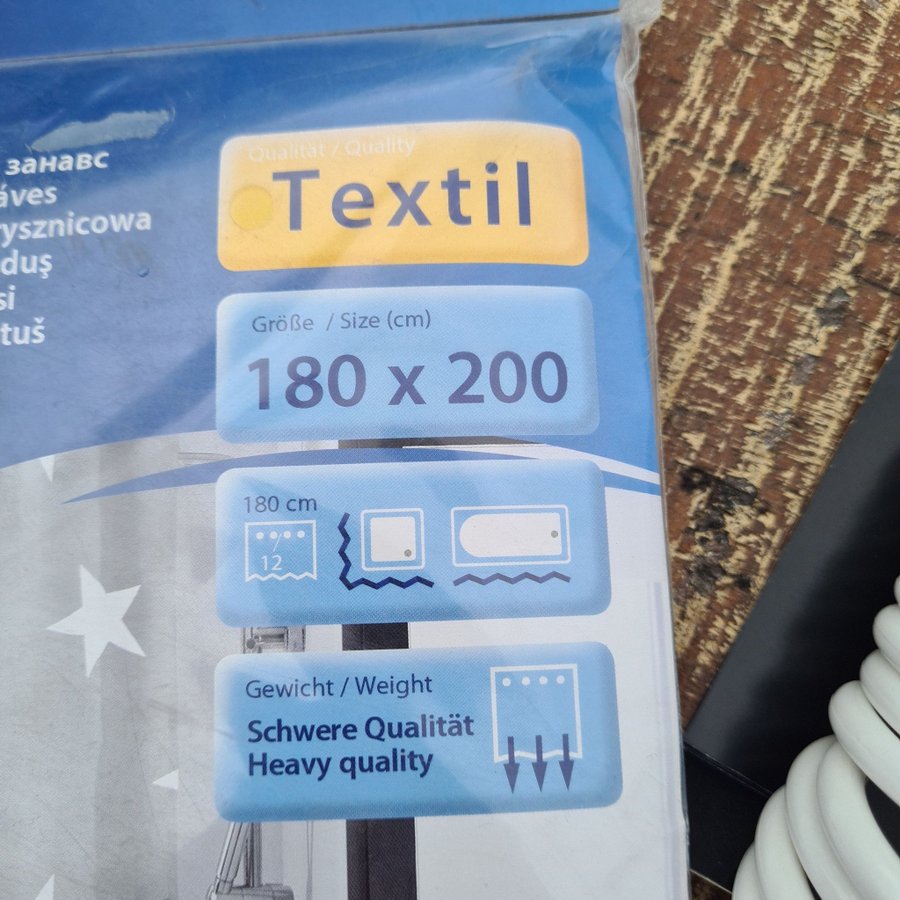 занавс
áves
rysznicowa
duş
si
tuš
Qualität / Quality
Textil
Größe / Size (cm)
180 x 200
180 cm
12
Gewicht / Weight
Schwere Qualität
Heavy quality